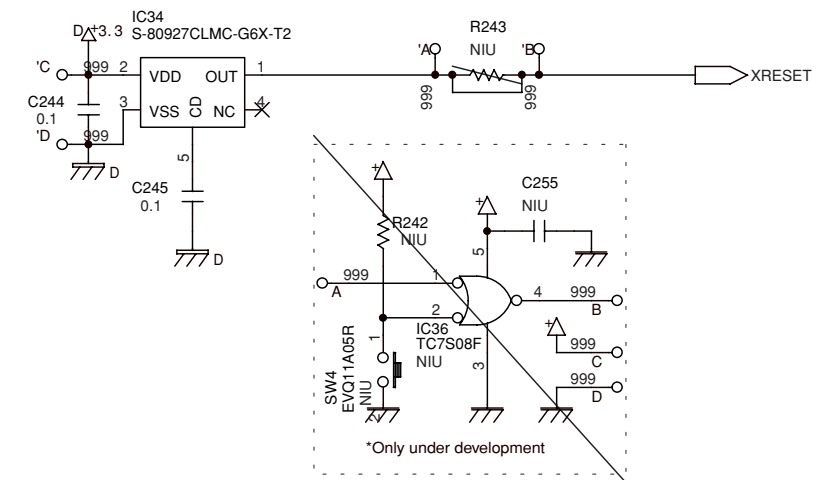 IC34
D +3.3 S-80927CLMC-G6X-T2
'C 999 2 VDD OUT 1
C244
0.1
3 VSS CD NC 4
'D 999
D
5
C245
0.1
D
R243
NIU
'A 'B
999 999
XRESET
+
R242
NIU
+
C255
NIU
5
999 1
A
2
4 999
B
IC36
TC7S08F
NIU
+
999
C
999
D
3
1
SW4
EVQ11A05R
NIU
2
*Only under development